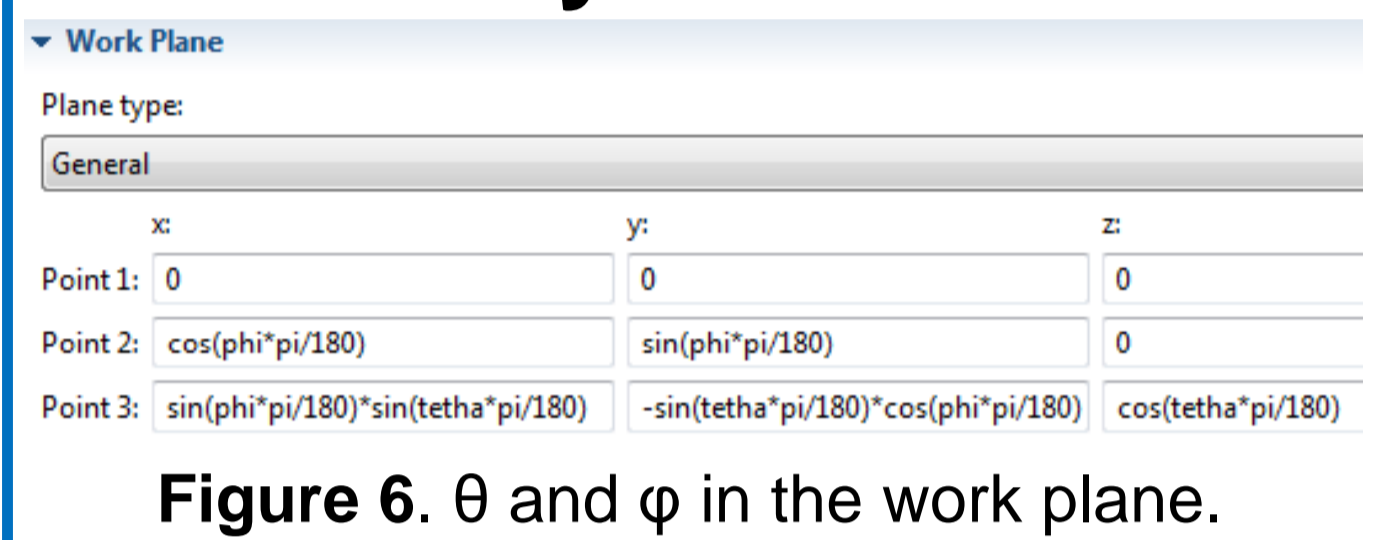 Work Plane
Plane type:
General
x: y: z:
Point 1: 0 0 0
Point 2: cos(phi*pi/180) sin(phi*pi/180) 0
Point 3: sin(phi*pi/180)*sin(tetha*pi/180) -sin(tetha*pi/180)*cos(phi*pi/180) cos(tetha*pi/180)
Figure 6. θ and φ in the work plane.